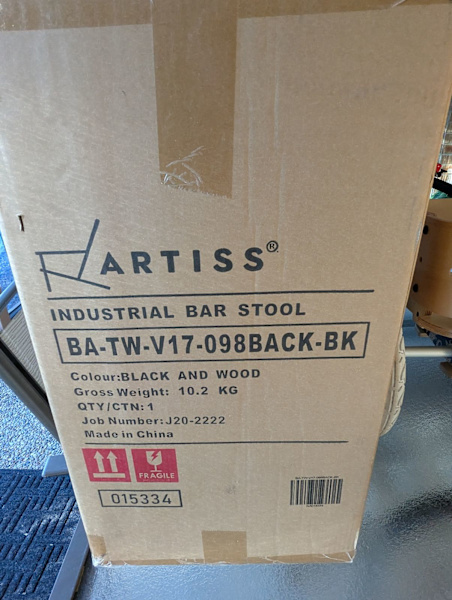 ARTISS®
INDUSTRIAL BAR STOOL
BA-TW-V17-098BACK-BK
Colour:BLACK AND WOOD
Gross Weight: 10.2 KG
QTY/CTN:1
Job Number:J20-2222
Made in China
FRAGILE
015334